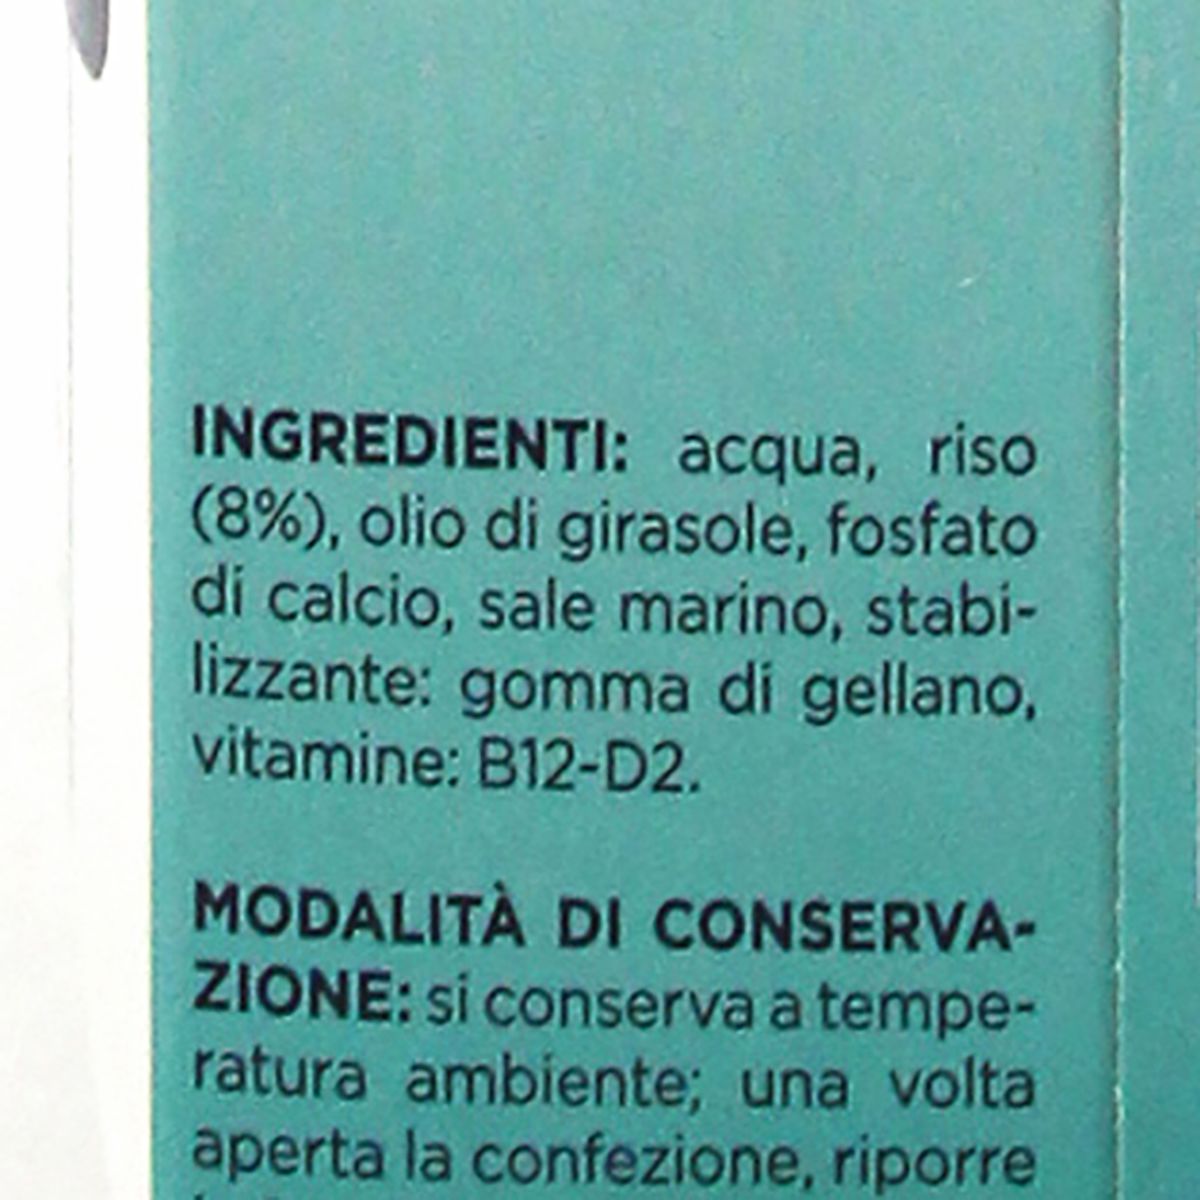 INGREDIENTI: acqua, riso
(8%), olio di girasole, fosfato
di calcio, sale marino, stabi-
lizzante: gomma di gellano,
vitamine: B12-D2.
MODALITÀ DI CONSERVA-
ZIONE: si conserva a tempe-
ratura ambiente; una volta
aperta la confezione, riporre